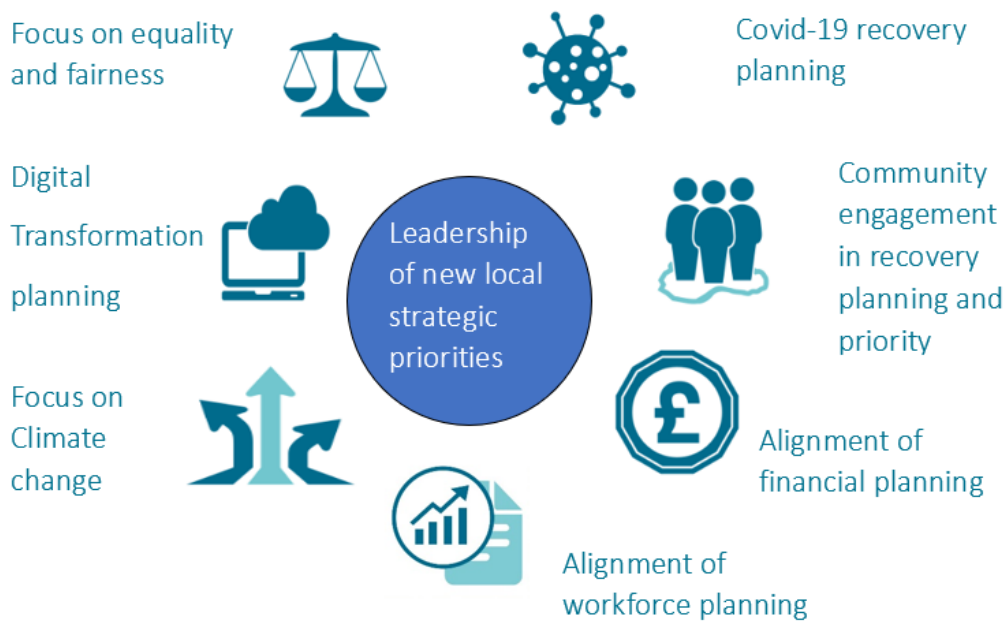 Focus on equality
and fairness
Covid-19 recovery
planning
Digital
Transformation
planning
Leadership
of new local
strategic
priorities
Community
engagement
in recovery
planning and
priority
Focus on
Climate
change
£
Alignment of
financial planning
Alignment of
workforce planning